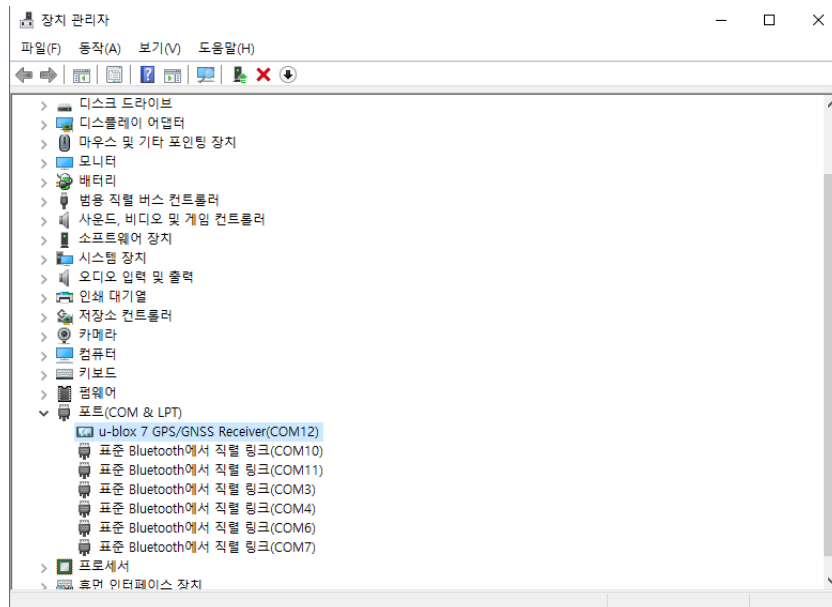 장치 관리자
파일(F) 동작(A) 보기(V) 도움말(H)
디스크 드라이브
디스플레이 어댑터
마우스 및 기타 포인팅 장치
모니터
배터리
범용 직렬 버스 컨트롤러
사운드, 비디오 및 게임 컨트롤러
소프트웨어 장치
시스템 장치
오디오 입력 및 출력
인쇄 대기열
저장소 컨트롤러
카메라
컴퓨터
키보드
펌웨어
포트(COM & LPT)
u-blox 7 GPS/GNSS Receiver(COM12)
표준 Bluetooth에서 직렬 링크(COM10)
표준 Bluetooth에서 직렬 링크(COM11)
표준 Bluetooth에서 직렬 링크(COM3)
표준 Bluetooth에서 직렬 링크(COM4)
표준 Bluetooth에서 직렬 링크(COM6)
표준 Bluetooth에서 직렬 링크(COM7)
프로세서
휴먼 인터페이스 장치